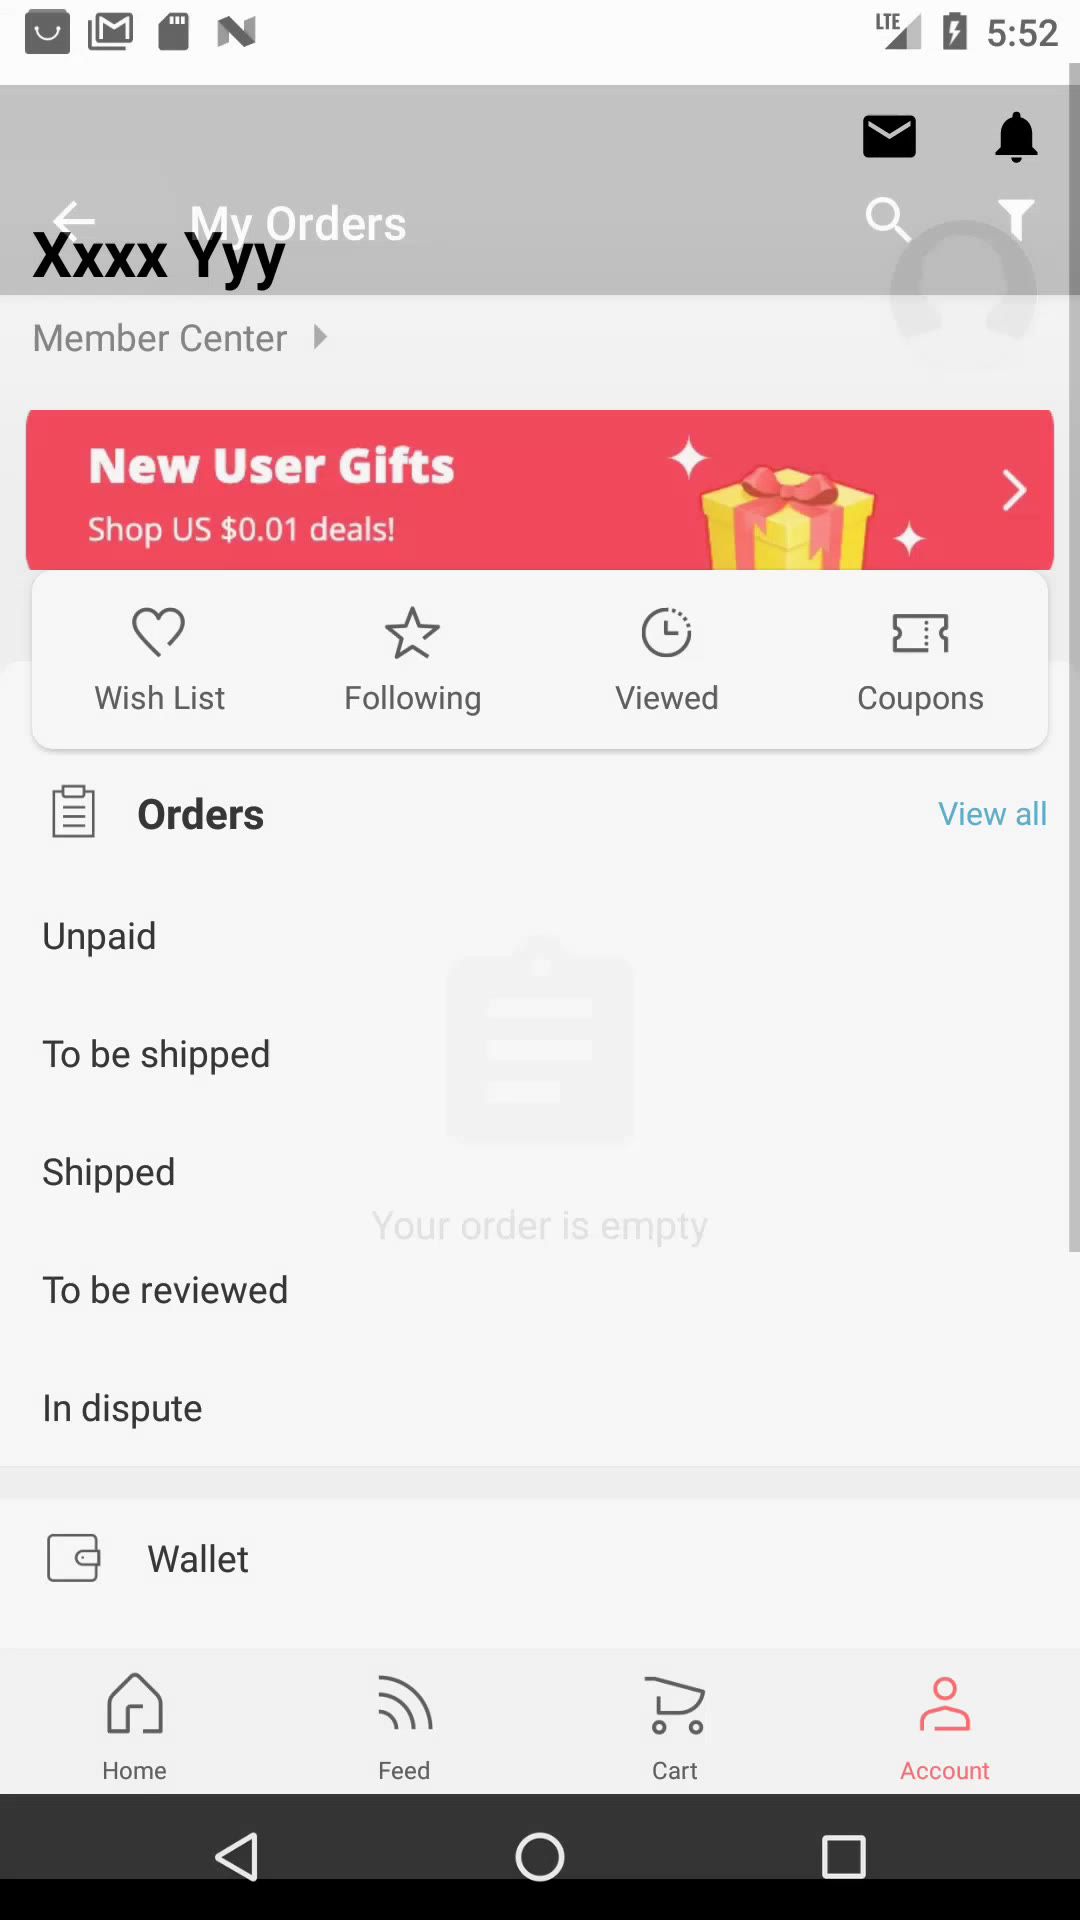 LTE 5:52
My Orders
Xxxx Yyy
Member Center
New User Gifts
Shop US $0.01 deals!
Wish List Following Viewed Coupons
Orders View all
Unpaid
To be shipped
Shipped
Your order is empty
To be reviewed
In dispute
Wallet
Home Feed Cart Account